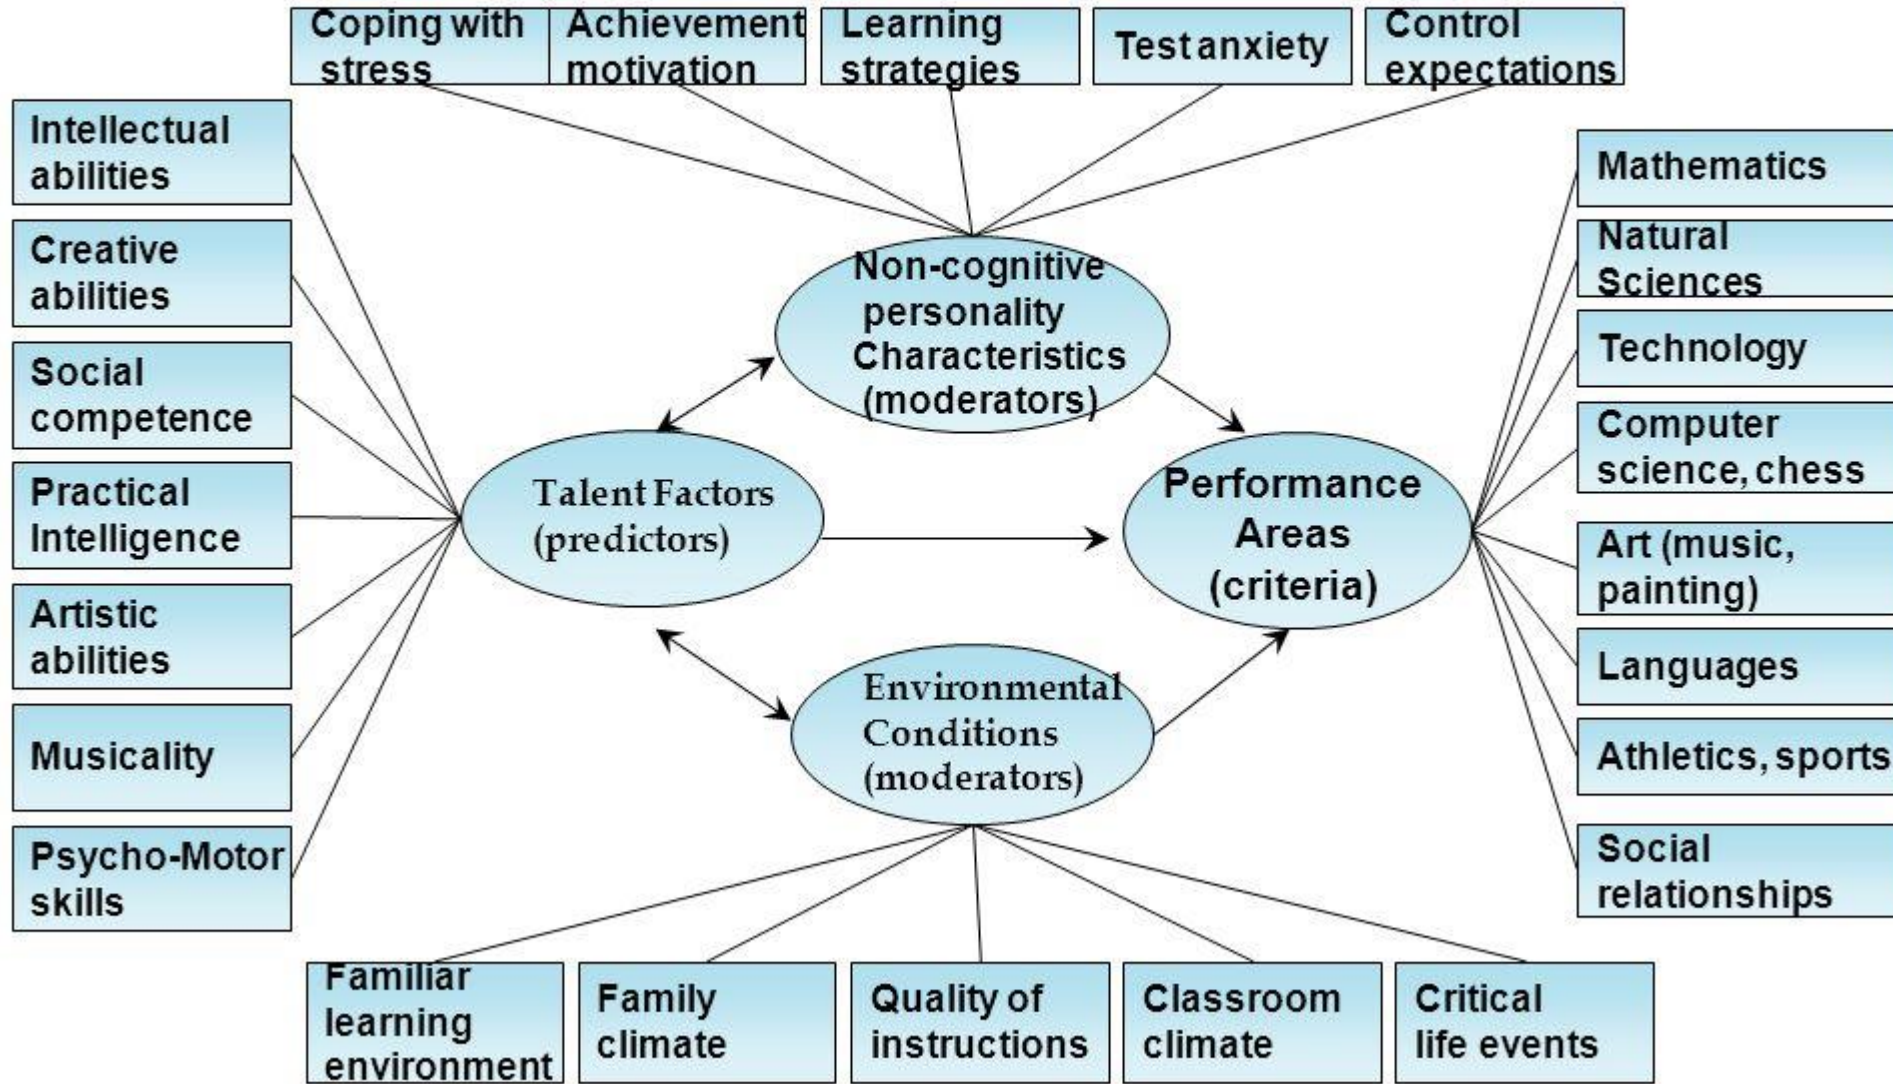 Coping with
stress
Achievement
motivation
Learning
strategies
Test anxiety
Control
expectations
Intellectual
abilities
Creative
abilities
Social
competence
Practical
Intelligence
Artistic
abilities
Musicality
Psycho-Motor
skills
Non-cognitive
personality
Characteristics
(moderators)
Talent Factors
(predictors)
Performance
Areas
(criteria)
Environmental
Conditions
(moderators)
Mathematics
Natural
Sciences
Technology
Computer
science, chess
Art (music,
painting)
Languages
Athletics, sports
Social
relationships
Familiar
learning
environment
Family
climate
Quality of
instructions
Classroom
climate
Critical
life events